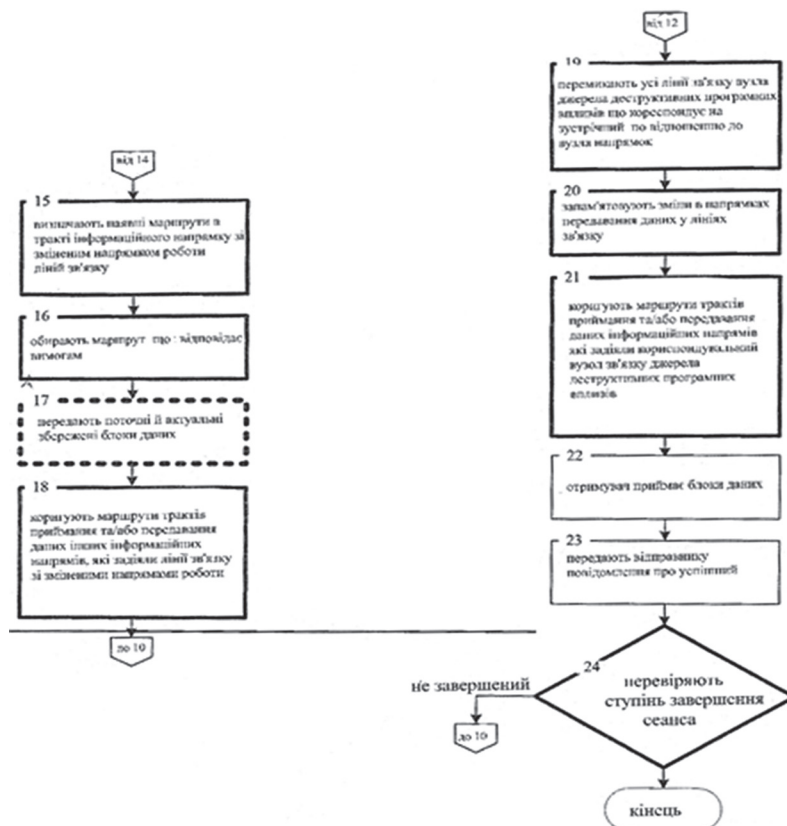 від 14
15
визначають наявні маршрути в
тракті інформаційного напрямку зі
зміненим напрямком роботи
ліній зв'язку
16
обирають маршрут що відповідає
вимогам
17
передають поточні й актуальні
збережені блоки даних
18
коригують маршрути трактів
приймання та/або передавання
даних інших інформаційних
напрямів, які задіяли лінії зв'язку
зі зміненими напрямами роботи
до 10
від 12
19
перемикають усі лінії зв'язку вузла
джерела деструктивних програмних
впливів що кореспондує на
зустрічний по відношенню до
вузла напрямок
20
запам'ятовують зміни в напрямках
передавання даних у лініях
зв'язку
21
коригують маршрути трактів
приймання та/або передавання
даних інформаційних напрямів
які задіяли кориспондувальний
вузол зв'язку джерела
деструктивних програмних
впливів
22
отримувач приймає блоки даних
23
передають відправнику
повідомлення про успішний
24
перевіряють
ступінь завершення
сеанса
не завершений
до 10
кінець